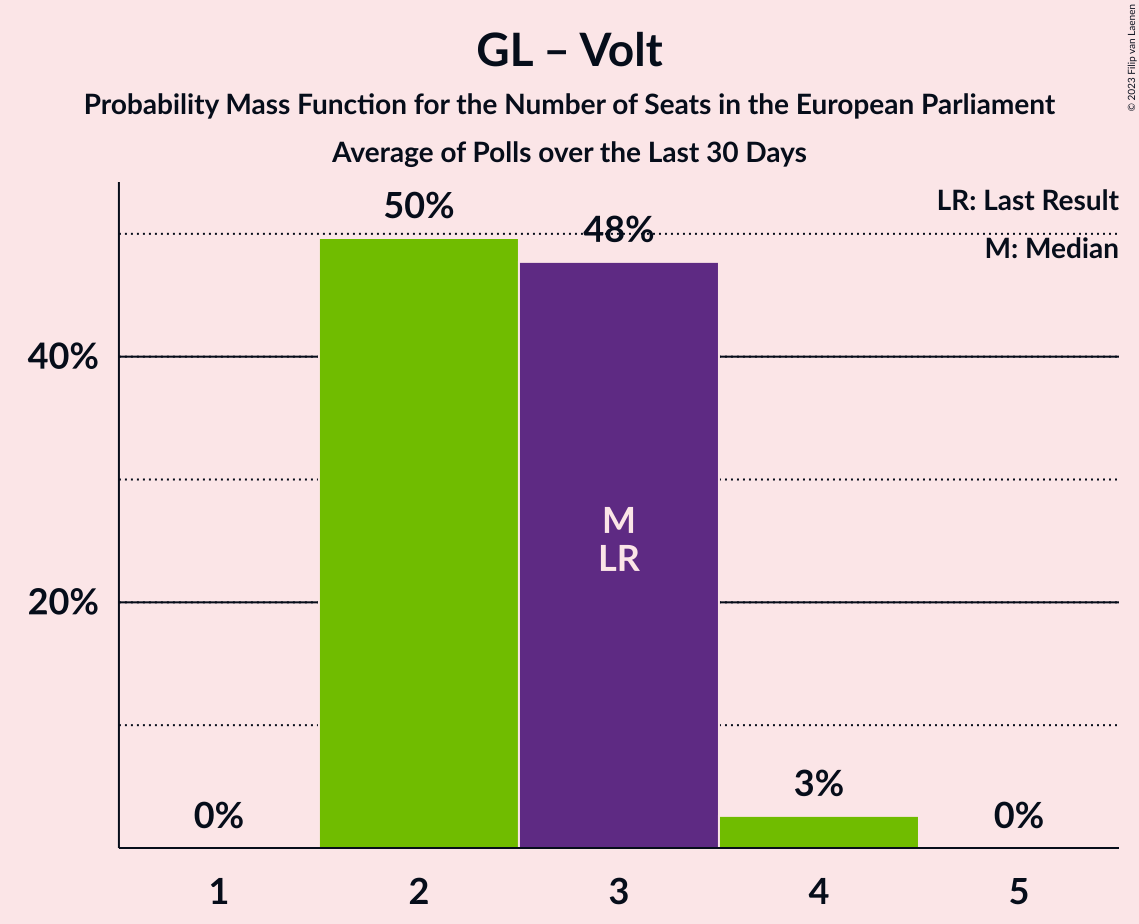 GL – Volt
Probability Mass Function for the Number of Seats in the European Parliament
Average of Polls over the Last 30 Days
© 2023 Filip van Laenen
LR: Last Result
M: Median
50%
48%
40%
M
LR
20%
3%
0%
0%
1
2
3
4
5